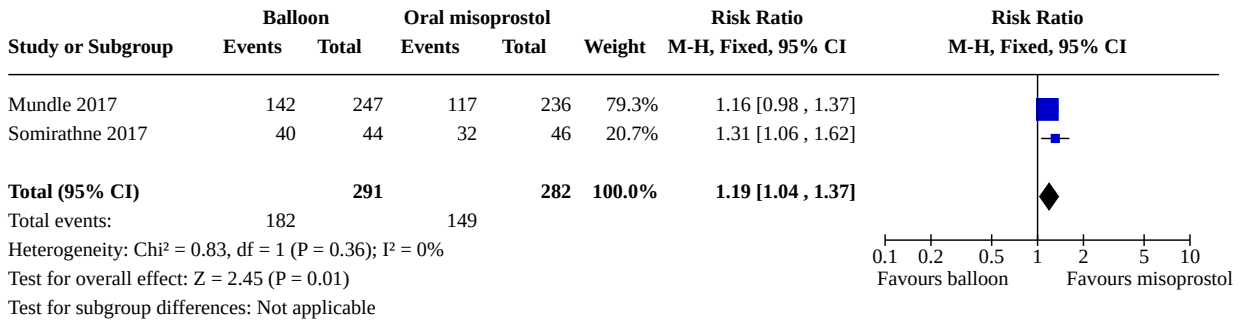 Balloon Oral misoprostol Risk Ratio Risk Ratio
Study or Subgroup Events Total Events Total Weight M-H, Fixed, 95% CI M-H, Fixed, 95% CI
Mundle 2017 142 247 117 236 79.3% 1.16 [0.98 , 1.37]
Somirathne 2017 40 44 32 46 20.7% 1.31 [1.06 , 1.62]
Total (95% CI) 291 282 100.0% 1.19 [1.04 , 1.37]
Total events: 182 149
Heterogeneity: Chi² = 0.83, df = 1 (P = 0.36); I² = 0%
0.1 0.2 0.5 1 2 5 10
Test for overall effect: Z = 2.45 (P = 0.01) Favours balloon Favours misoprostol
Test for subgroup differences: Not applicable